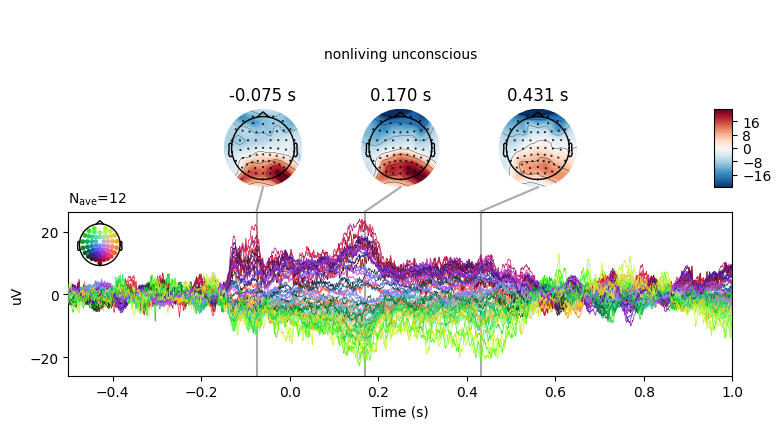 nonliving unconscious
-0.075 s 0.170 s 0.431 s
16
8
0
−8
−16
Nave=12
20
0
−20
uV
−0.4 −0.2 0.0 0.2 0.4 0.6 0.8 1.0
Time (s)